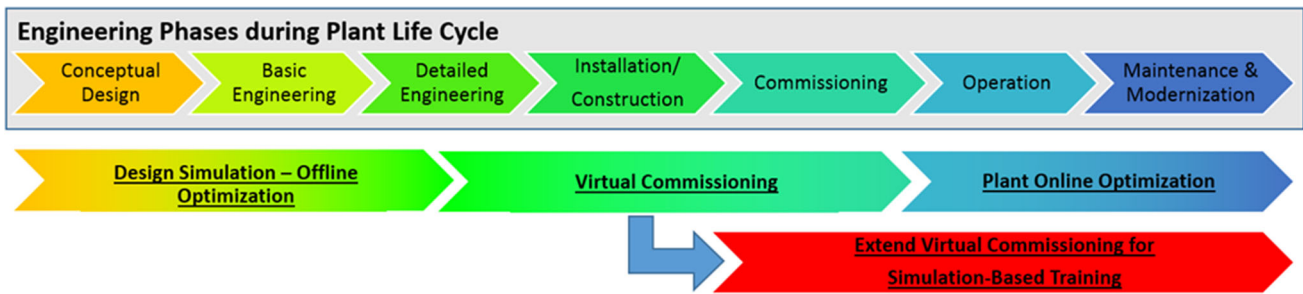 Engineering Phases during Plant Life Cycle
Conceptual
Design
Basic
Engineering
Detailed
Engineering
Installation/
Construction
Commissioning
Operation
Maintenance &
Modernization
Design Simulation – Offline
Optimization
Virtual Commissioning
Plant Online Optimization
Extend Virtual Commissioning for
Simulation-Based Training